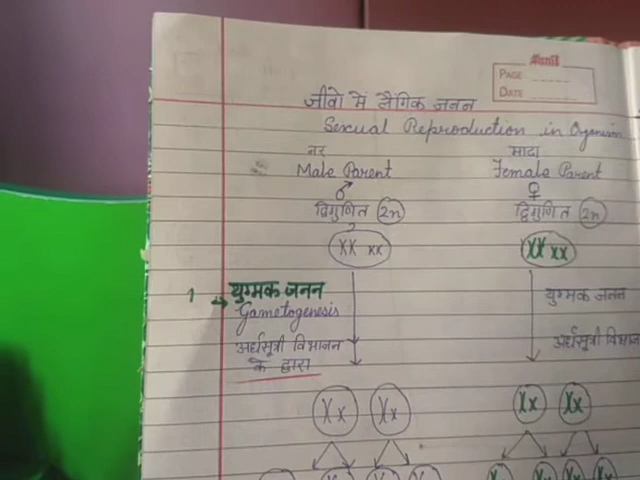 PAGE
DATE
जीवो में लैंगिक जनन
Sexual Reproduction in Organism
नर मादा
Male Parent Female Parent
♂ ♀
द्विगुणित 2n द्विगुणित 2n
XX xx XX xx
1 → युग्मक जनन युग्मक जनन
Gametogenesis
अर्धसूत्री विभाजन अर्धसूत्री विभाजन
के द्वारा
Xx Xx Xx Xx